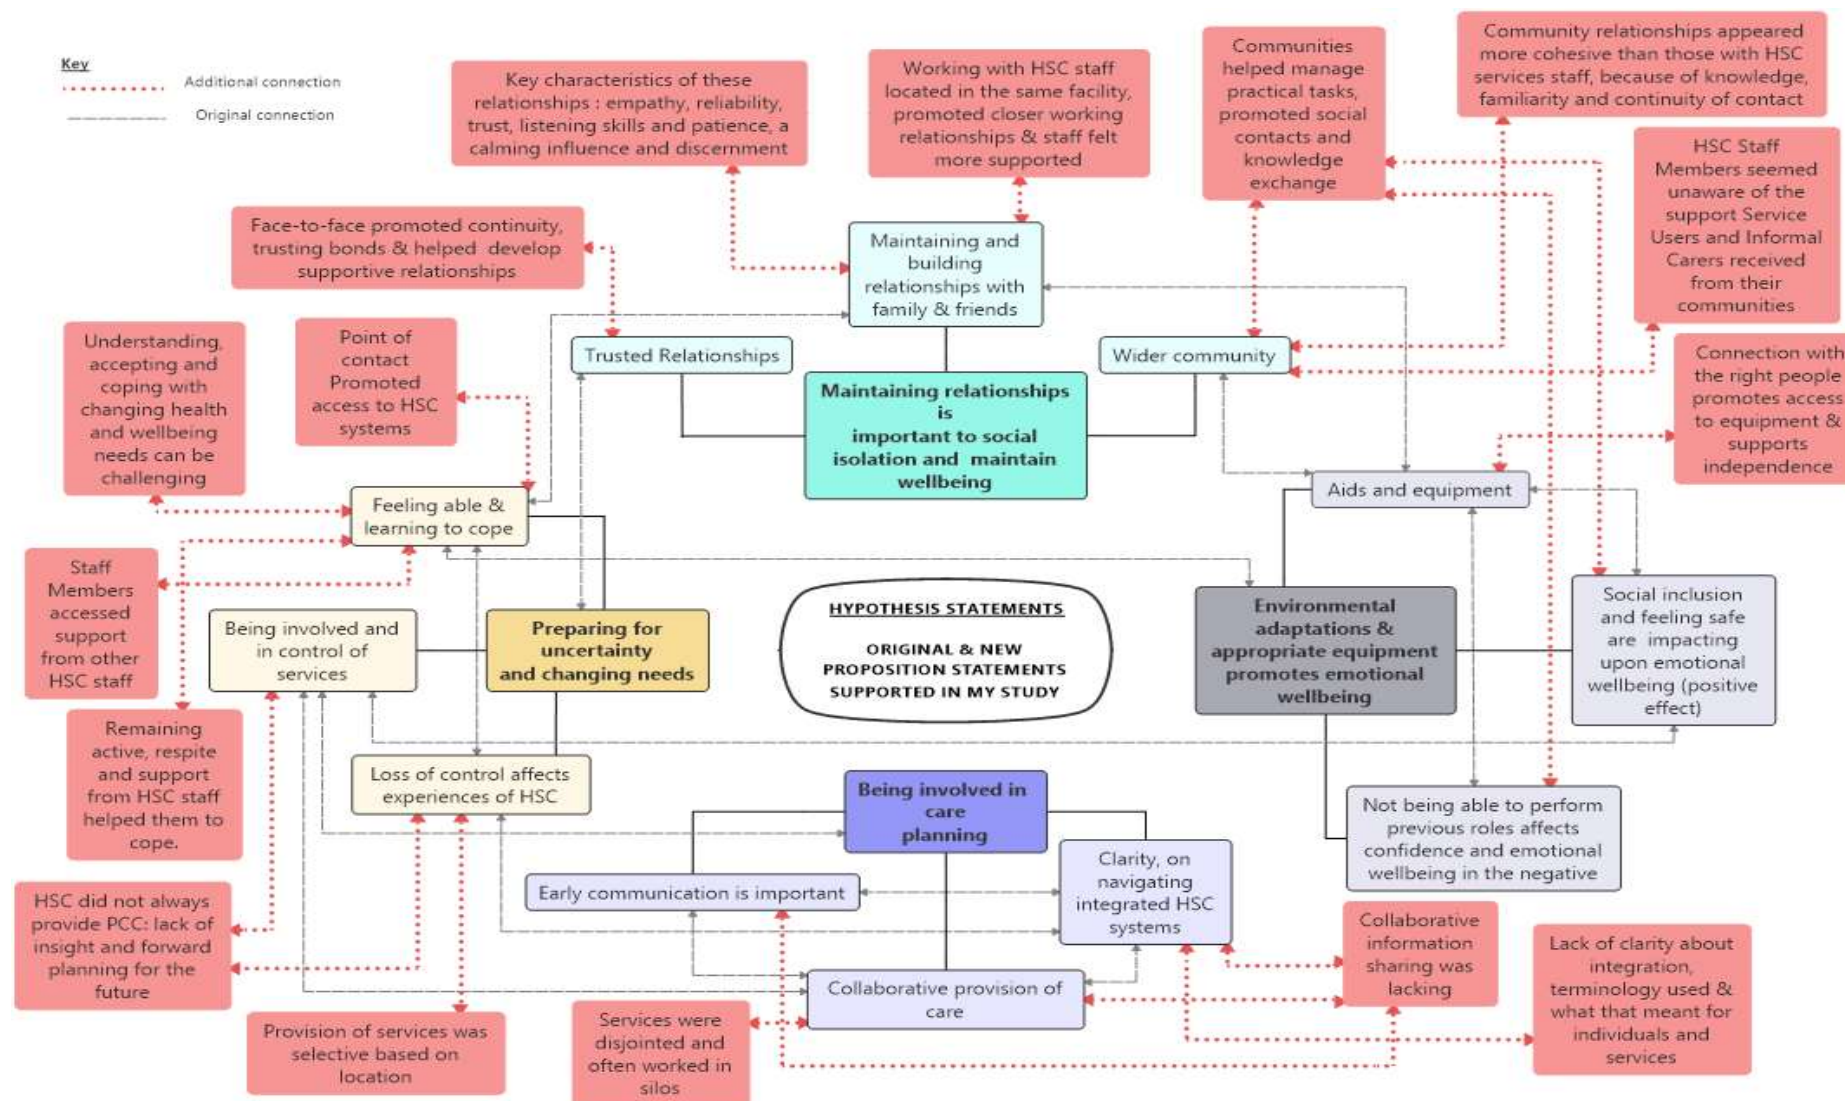 Key
Additional connection
Original connection
Key characteristics of these
relationships : empathy, reliability,
trust, listening skills and patience, a
calming influence and discernment
Working with HSC staff
located in the same facility,
promoted closer working
relationships & staff felt
more supported
Communities
helped manage
practical tasks,
promoted social
contacts and
knowledge
exchange
Community relationships appeared
more cohesive than those with HSC
services staff, because of knowledge,
familiarity and continuity of contact
HSC Staff
Members seemed
unaware of the
support Service
Users and Informal
Carers received
from their
communities
Face-to-face promoted continuity,
trusting bonds & helped develop
supportive relationships
Maintaining and
building
relationships with
family & friends
Understanding,
accepting and
coping with
changing health
and wellbeing
needs can be
challenging
Point of
contact
Promoted
access to HSC
systems
Trusted Relationships
Wider community
Connection with
the right people
promotes access
to equipment &
supports
independence
Maintaining relationships
is
important to social
isolation and maintain
wellbeing
Feeling able &
learning to cope
Aids and equipment
Staff
Members
accessed
support
from other
HSC staff
Being involved and
in control of
services
Preparing for
uncertainty
and changing needs
HYPOTHESIS STATEMENTS
ORIGINAL & NEW
PROPOSITION STATEMENTS
SUPPORTED IN MY STUDY
Environmental
adaptations &
appropriate equipment
promotes emotional
wellbeing
Social inclusion
and feeling safe
are impacting
upon emotional
wellbeing (positive
effect)
Remaining
active, respite
and support
from HSC staff
helped them to
cope.
Loss of control affects
experiences of HSC
Being involved in
care
planning
Not being able to perform
previous roles affects
confidence and emotional
wellbeing in the negative
Early communication is important
Clarity, on
navigating
integrated HSC
systems
HSC did not always
provide PCC: lack of
insight and forward
planning for the
future
Collaborative
information
sharing was
lacking
Lack of clarity about
integration,
terminology used &
what that meant for
individuals and
services
Collaborative provision of
care
Provision of services was
selective based on
location
Services were
disjointed and
often worked in
silos